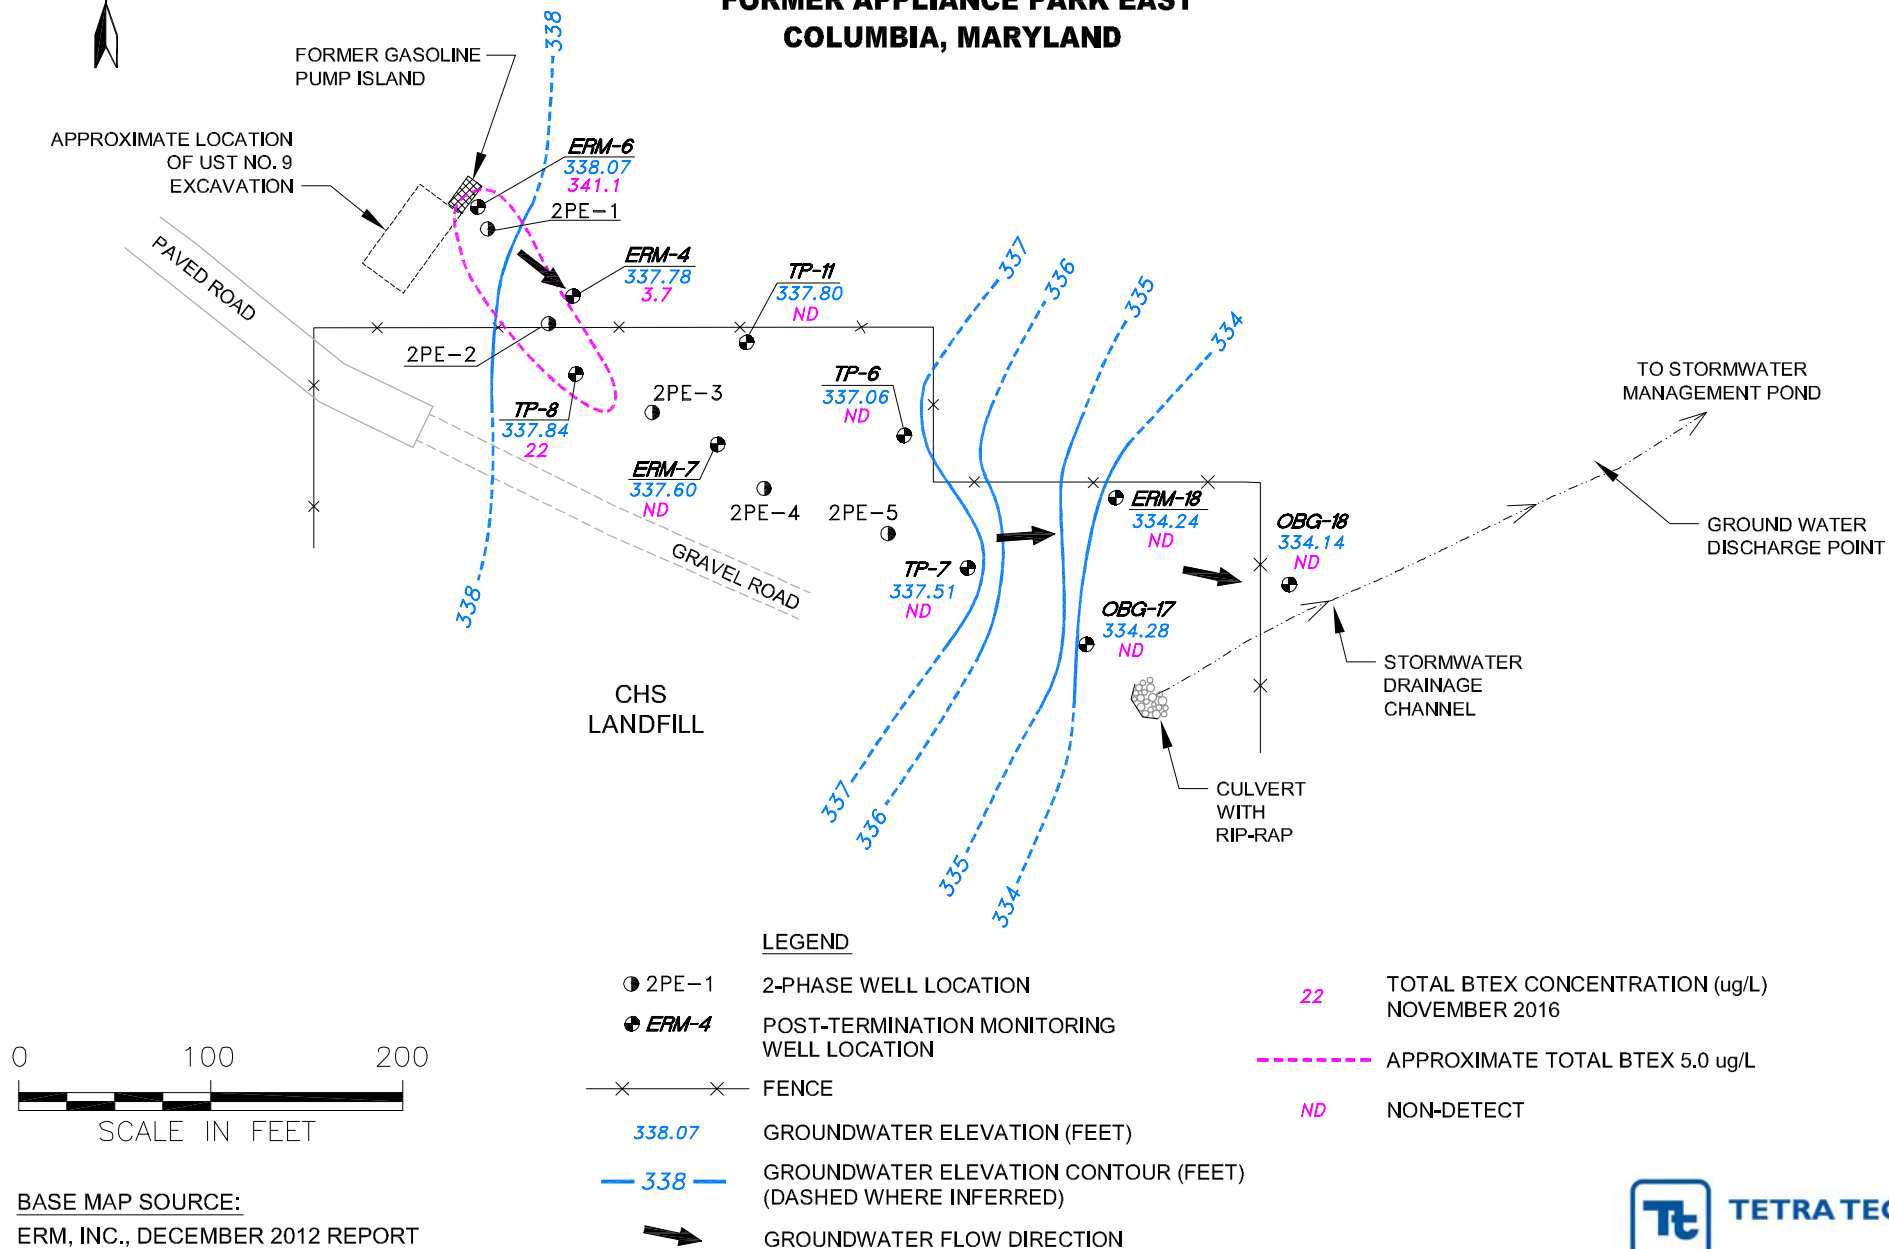 FORMER APPLIANCE PARK EAST
COLUMBIA, MARYLAND
338
FORMER GASOLINE
PUMP ISLAND
APPROXIMATE LOCATION
OF UST NO. 9
EXCAVATION
ERM-6
338.07
341.1
2PE-1
PAVED ROAD
ERM-4
337.78
3.7
TP-11
337.80
ND
337
336
335
334
2PE-2
TP-6
337.06
ND
TO STORMWATER
MANAGEMENT POND
2PE-3
TP-8
337.84
22
ERM-7
337.60
ND
2PE-4
2PE-5
ERM-18
334.24
ND
OBG-18
334.14
ND
GROUND WATER
DISCHARGE POINT
GRAVEL ROAD
TP-7
337.51
ND
338
OBG-17
334.28
ND
STORMWATER
DRAINAGE
CHANNEL
CHS
LANDFILL
337
336
335
334
CULVERT
WITH
RIP-RAP
LEGEND
2PE-1 2-PHASE WELL LOCATION
ERM-4 POST-TERMINATION MONITORING
WELL LOCATION
FENCE
338.07 GROUNDWATER ELEVATION (FEET)
338 GROUNDWATER ELEVATION CONTOUR (FEET)
(DASHED WHERE INFERRED)
GROUNDWATER FLOW DIRECTION
22 TOTAL BTEX CONCENTRATION (ug/L)
NOVEMBER 2016
APPROXIMATE TOTAL BTEX 5.0 ug/L
ND NON-DETECT
0 100 200
SCALE IN FEET
BASE MAP SOURCE:
ERM, INC., DECEMBER 2012 REPORT
Tt TETRA TEC